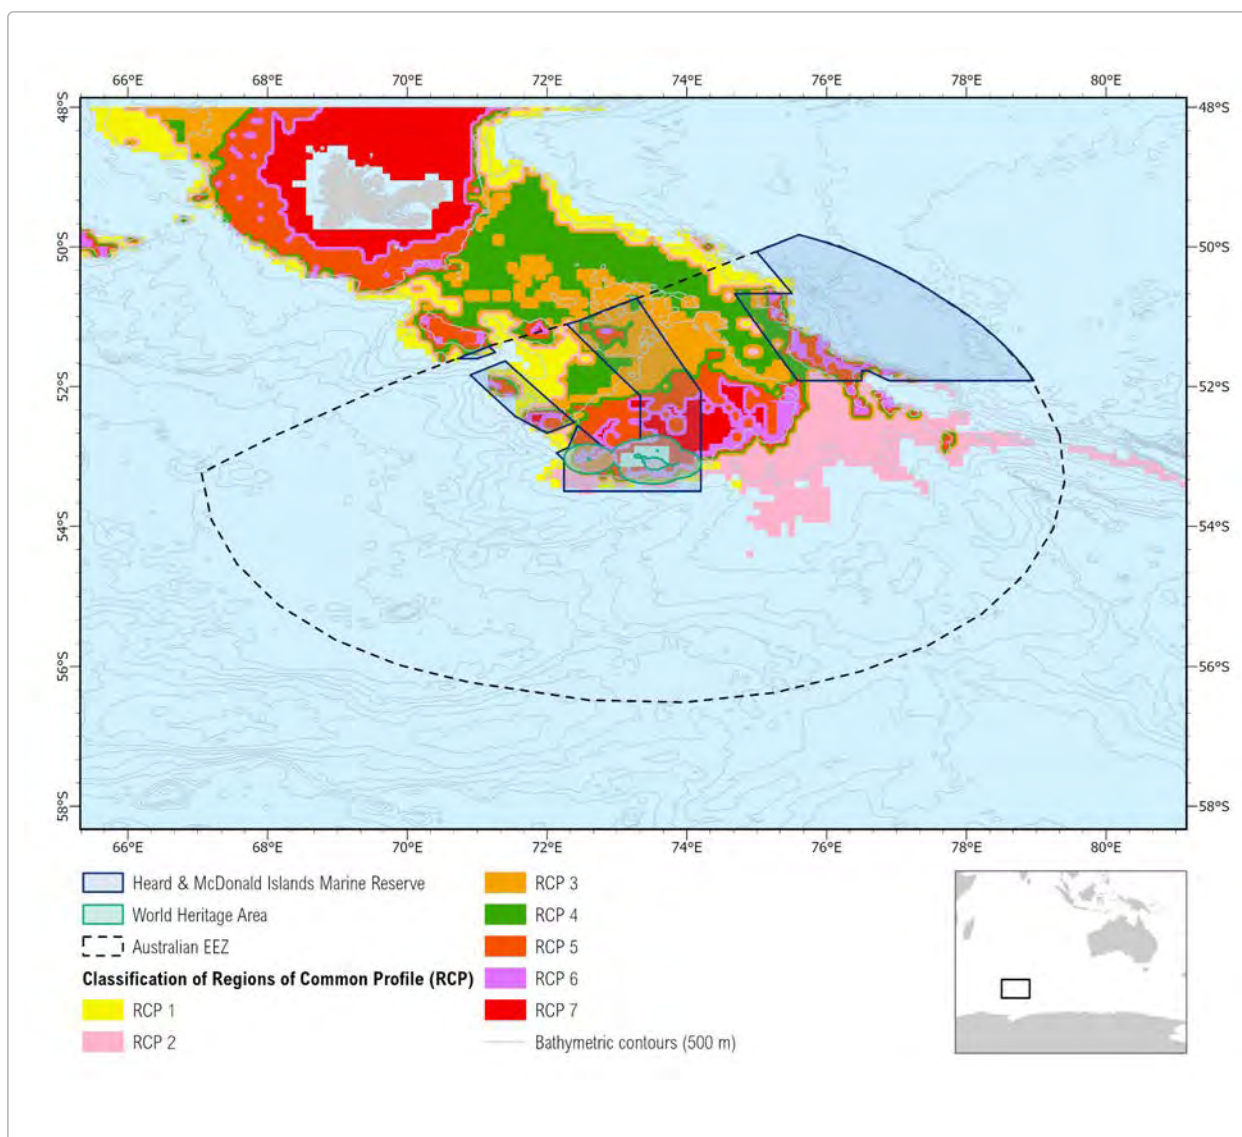 66°E 68°E 70°E 72°E 74°E 76°E 78°E 80°E
48°S 48°S
50°S 50°S
52°S 52°S
54°S 54°S
56°S 56°S
58°S 58°S
66°E 68°E 70°E 72°E 74°E 76°E 78°E 80°E
Heard & McDonald Islands Marine Reserve
World Heritage Area
Australian EEZ
Classification of Regions of Common Profile (RCP)
RCP 1
RCP 2
RCP 3
RCP 4
RCP 5
RCP 6
RCP 7
Bathymetric contours (500 m)